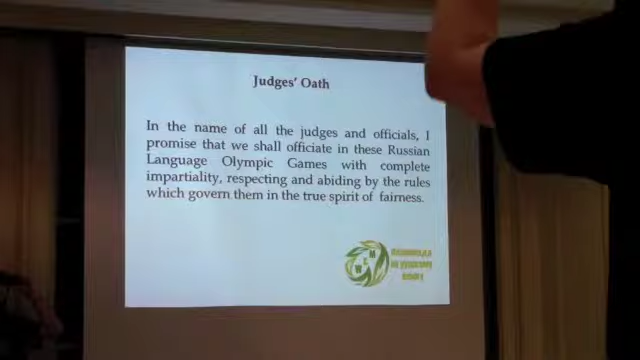 Judges' Oath
In the name of all the judges and officials, I
promise that we shall officiate in these Russian
Language Olympic Games with complete
impartiality, respecting and abiding by the rules
which govern them in the true spirit of fairness.